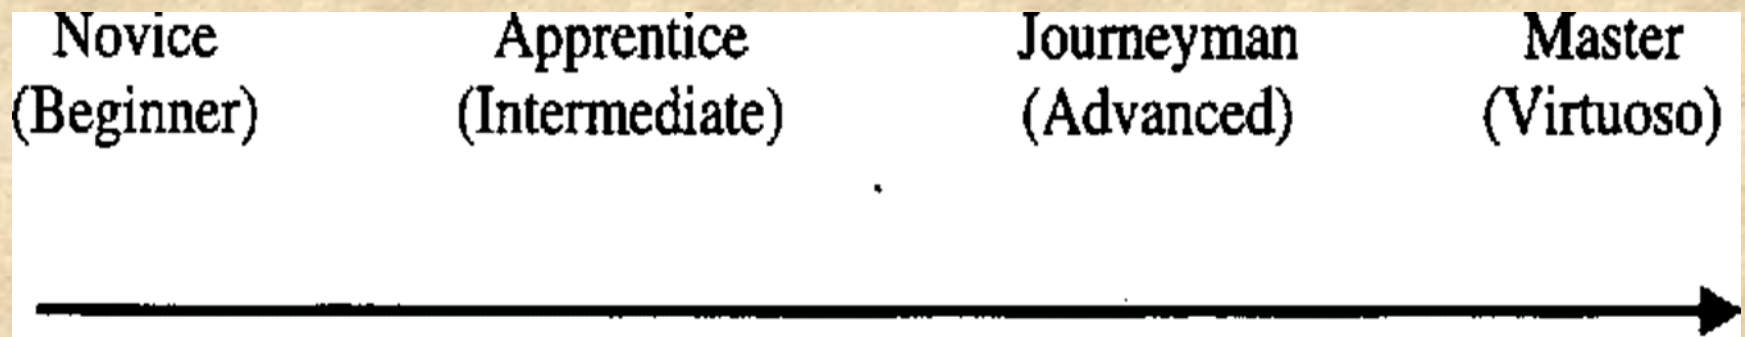 Novice Apprentice Journeyman Master
(Beginner) (Intermediate) (Advanced) (Virtuoso)